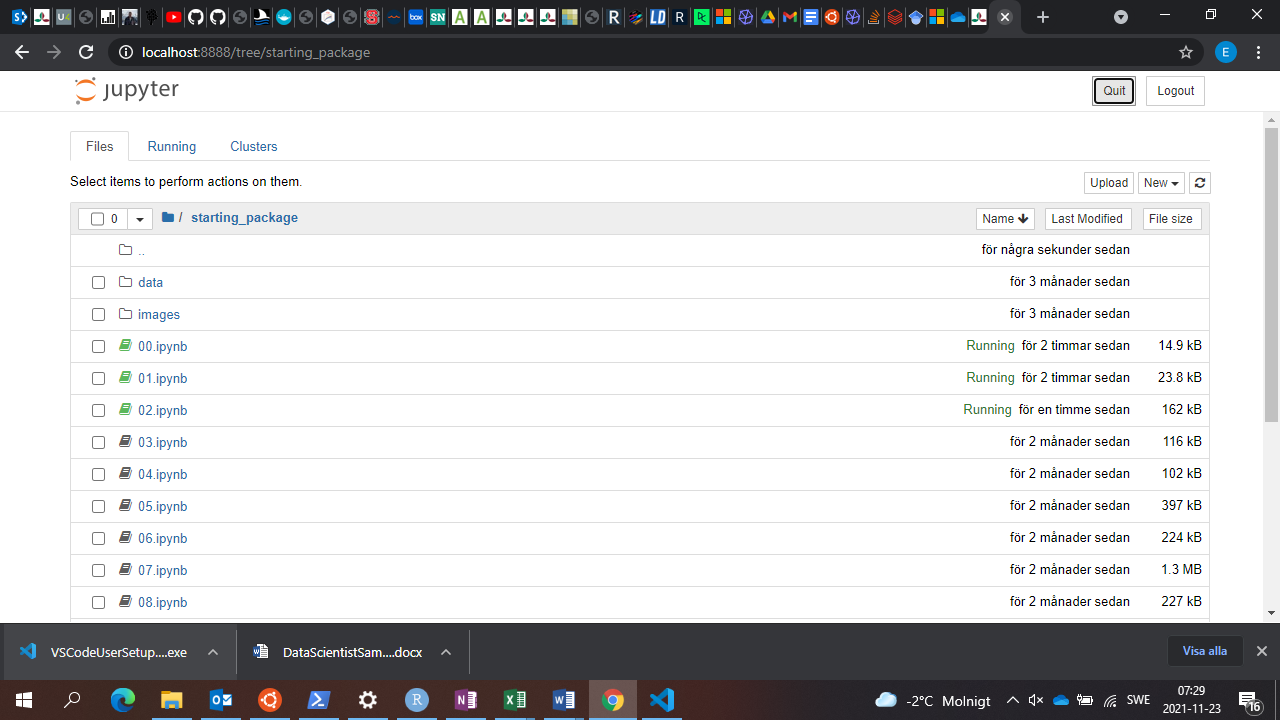 localhost:8888/tree/starting_package
E
jupyter
Quit
Logout
Files
Running
Clusters
Select items to perform actions on them.
Upload
New
0
/ starting_package
Name
Last Modified
File size
..
för några sekunder sedan
data
för 3 månader sedan
images
för 3 månader sedan
00.ipynb
Running för 2 timmar sedan
14.9 kB
01.ipynb
Running för 2 timmar sedan
23.8 kB
02.ipynb
Running för en timme sedan
162 kB
03.ipynb
för 2 månader sedan
116 kB
04.ipynb
för 2 månader sedan
102 kB
05.ipynb
för 2 månader sedan
397 kB
06.ipynb
för 2 månader sedan
224 kB
07.ipynb
för 2 månader sedan
1.3 MB
08.ipynb
för 2 månader sedan
227 kB
VSCodeUserSetup....exe
DataScientistSam....docx
Visa alla
-2°C Molnigt
SWE
07:29
2021-11-23
16